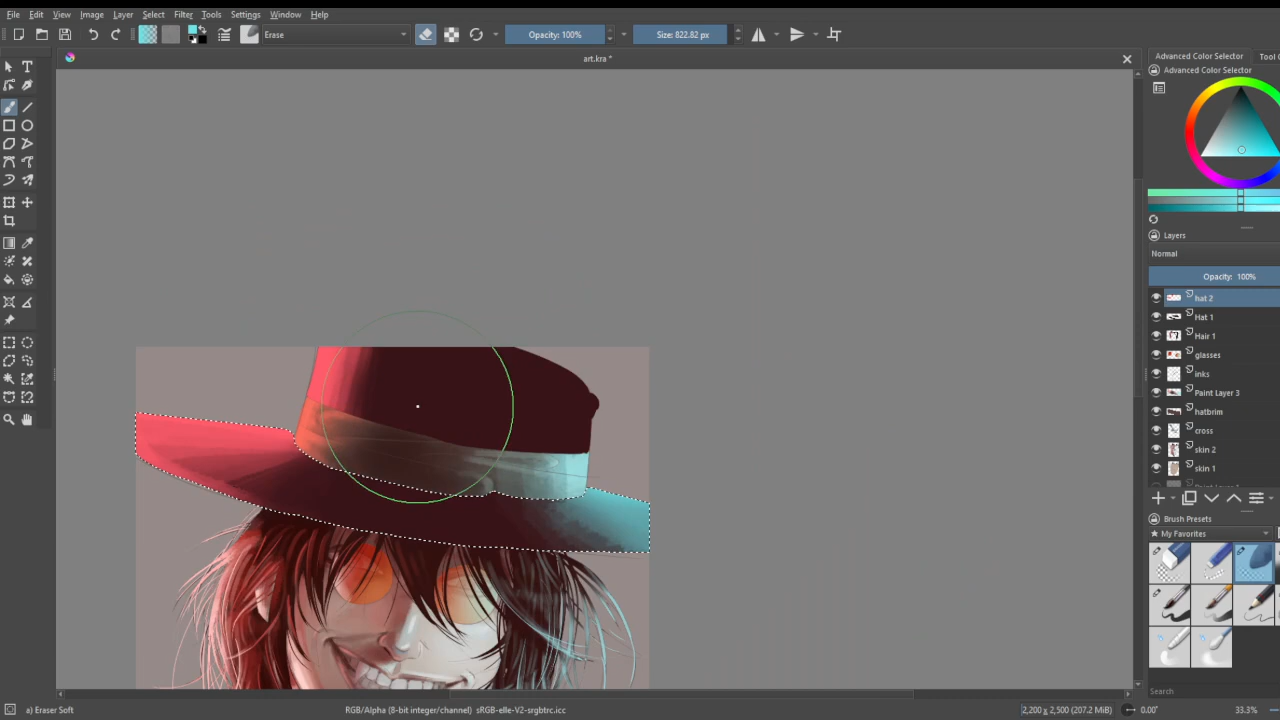 File Edit View Image Layer Select Filter Tools Settings Window Help
Erase Opacity: 100% Size: 822.82 px
art.kra *
Advanced Color Selector Tool
Advanced Color Selector
Layers
Normal
Opacity: 100%
hat 2
Hat 1
Hair 1
glasses
inks
Paint Layer 3
hatbrim
cross
skin 2
skin 1
Brush Presets
My Favorites
Search
a) Eraser Soft RGB/Alpha (8-bit integer/channel) sRGB-elle-V2-srgbtrc.icc 2,200 x 2,500 (207.2 MiB) 0.00° 33.3%